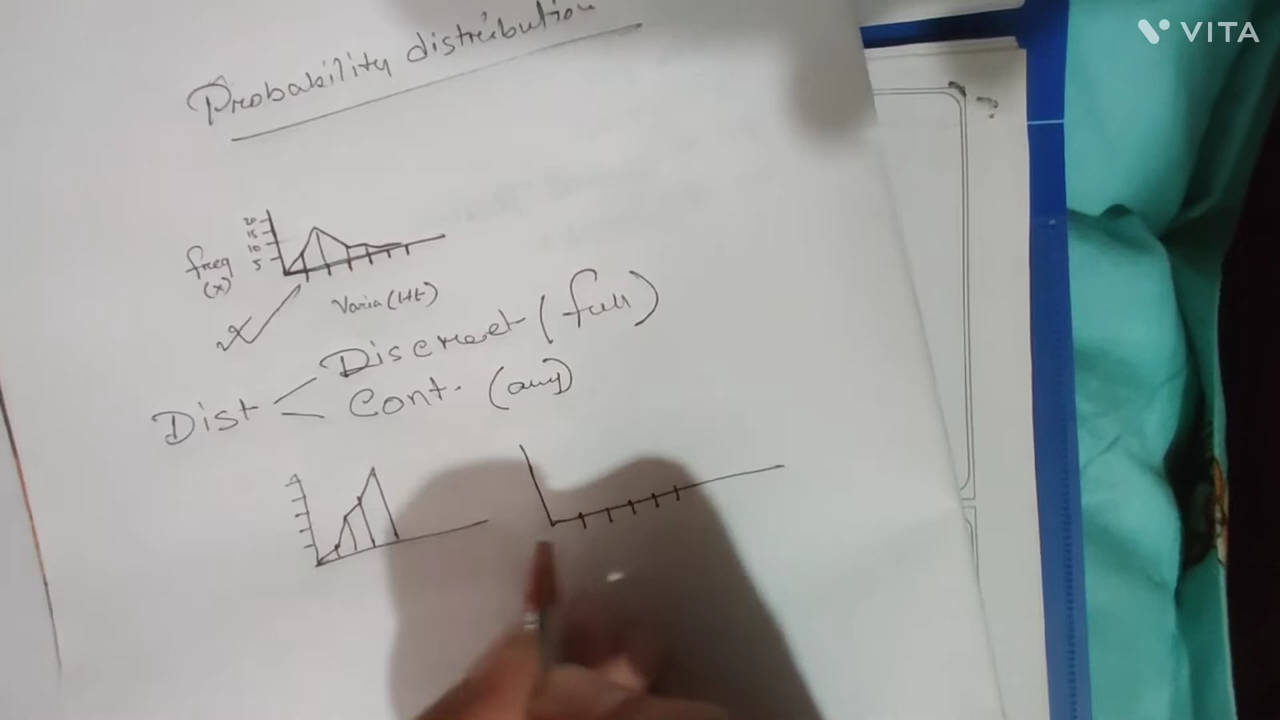 VITA
Probability distribution
20
15
10
5
freq
(x)
Varia (Ht)
Dist
Discreet (full)
Cont. (any)